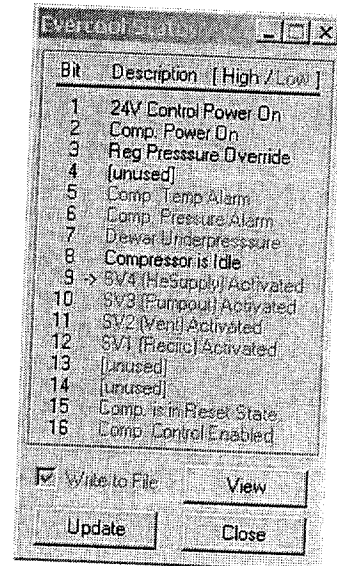 Evercool Status
Bit Description [High / Low]
1 24V Control Power On
2 Comp. Power On
3 Reg Presssure Override
4 [unused]
5 Comp. Temp Alarm
6 Comp. Pressure Alarm
7 Dewar Underpresssure
8 Compressor is Idle
9 -> SV4 (HeSupply) Activated
10 SV3 (Pumpout) Activated
11 SV2 (Vent) Activated
12 SV1 (Recirc) Activated
13 [unused]
14 [unused]
15 Comp. is in Reset State
16 Comp. Control Enabled
Write to File View
Update Close